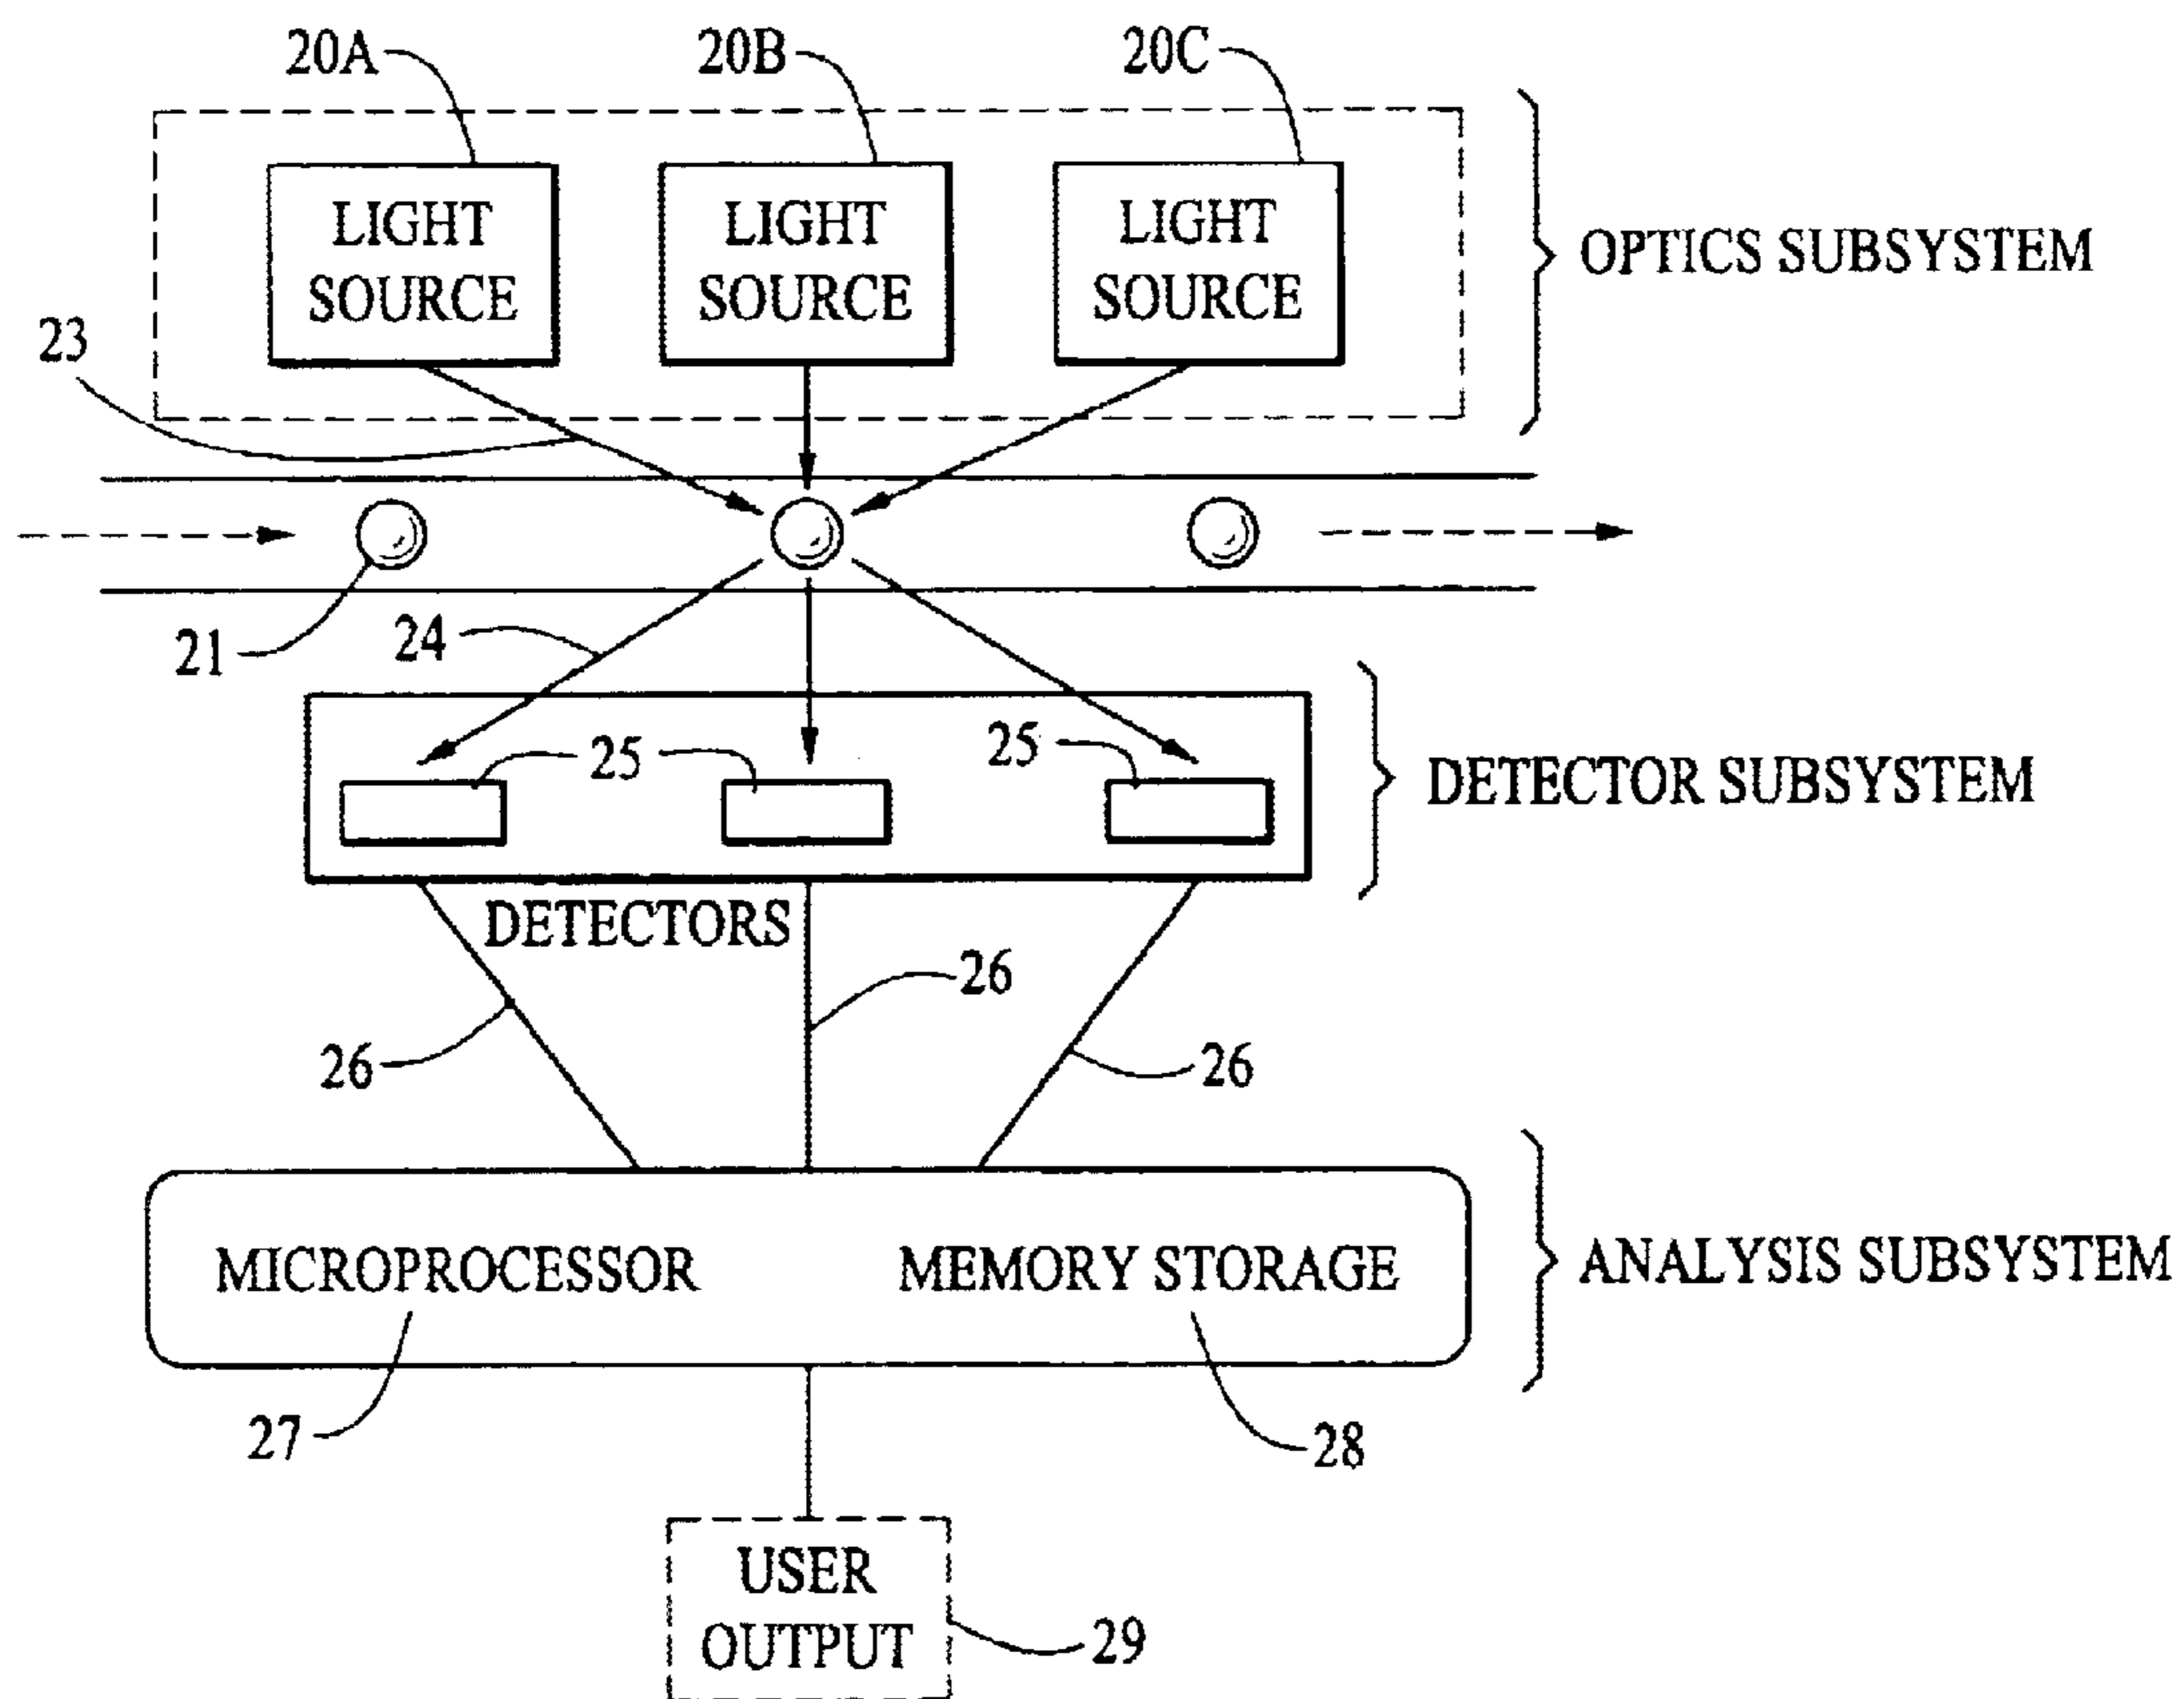 20A
20B
20C
LIGHT
SOURCE
LIGHT
SOURCE
LIGHT
SOURCE
OPTICS SUBSYSTEM
23
21
24
25
25
DETECTOR SUBSYSTEM
DETECTORS
26
26
26
MICROPROCESSOR
MEMORY STORAGE
ANALYSIS SUBSYSTEM
27
28
USER
OUTPUT
29